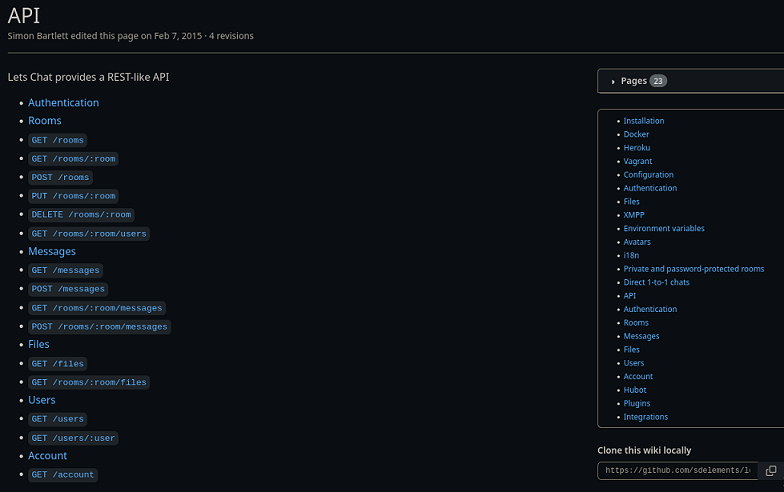 API
Simon Bartlett edited this page on Feb 7, 2015 · 4 revisions
Lets Chat provides a REST-like API
Authentication
Rooms
GET /rooms
GET /rooms/:room
POST /rooms
PUT /rooms/:room
DELETE /rooms/:room
GET /rooms/:room/users
Messages
GET /messages
POST /messages
GET /rooms/:room/messages
POST /rooms/:room/messages
Files
GET /files
GET /rooms/:room/files
Users
GET /users
GET /users/:user
Account
GET /account
Pages 23
Installation
Docker
Heroku
Vagrant
Configuration
Authentication
Files
XMPP
Environment variables
Avatars
i18n
Private and password-protected rooms
Direct 1-to-1 chats
API
Authentication
Rooms
Messages
Files
Users
Account
Hubot
Plugins
Integrations
Clone this wiki locally
https://github.com/sdelements/l